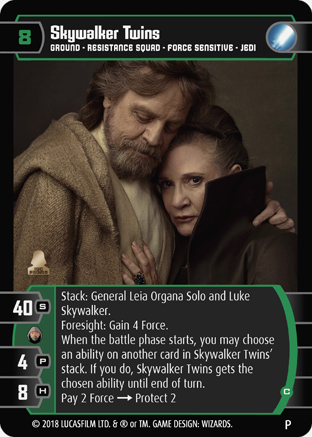 8 Skywalker Twins
GROUND - RESISTANCE SQUAD - FORCE SENSITIVE - JEDI
40 S
4 P
8 H
Stack: General Leia Organa Solo and Luke
Skywalker.
Foresight: Gain 4 Force.
When the battle phase starts, you may choose
an ability on another card in Skywalker Twins'
stack. If you do, Skywalker Twins gets the
chosen ability until end of turn.
Pay 2 Force → Protect 2
C
© 2018 LUCASFILM LTD. & ® or TM. GAME DESIGN: WIZARDS. P